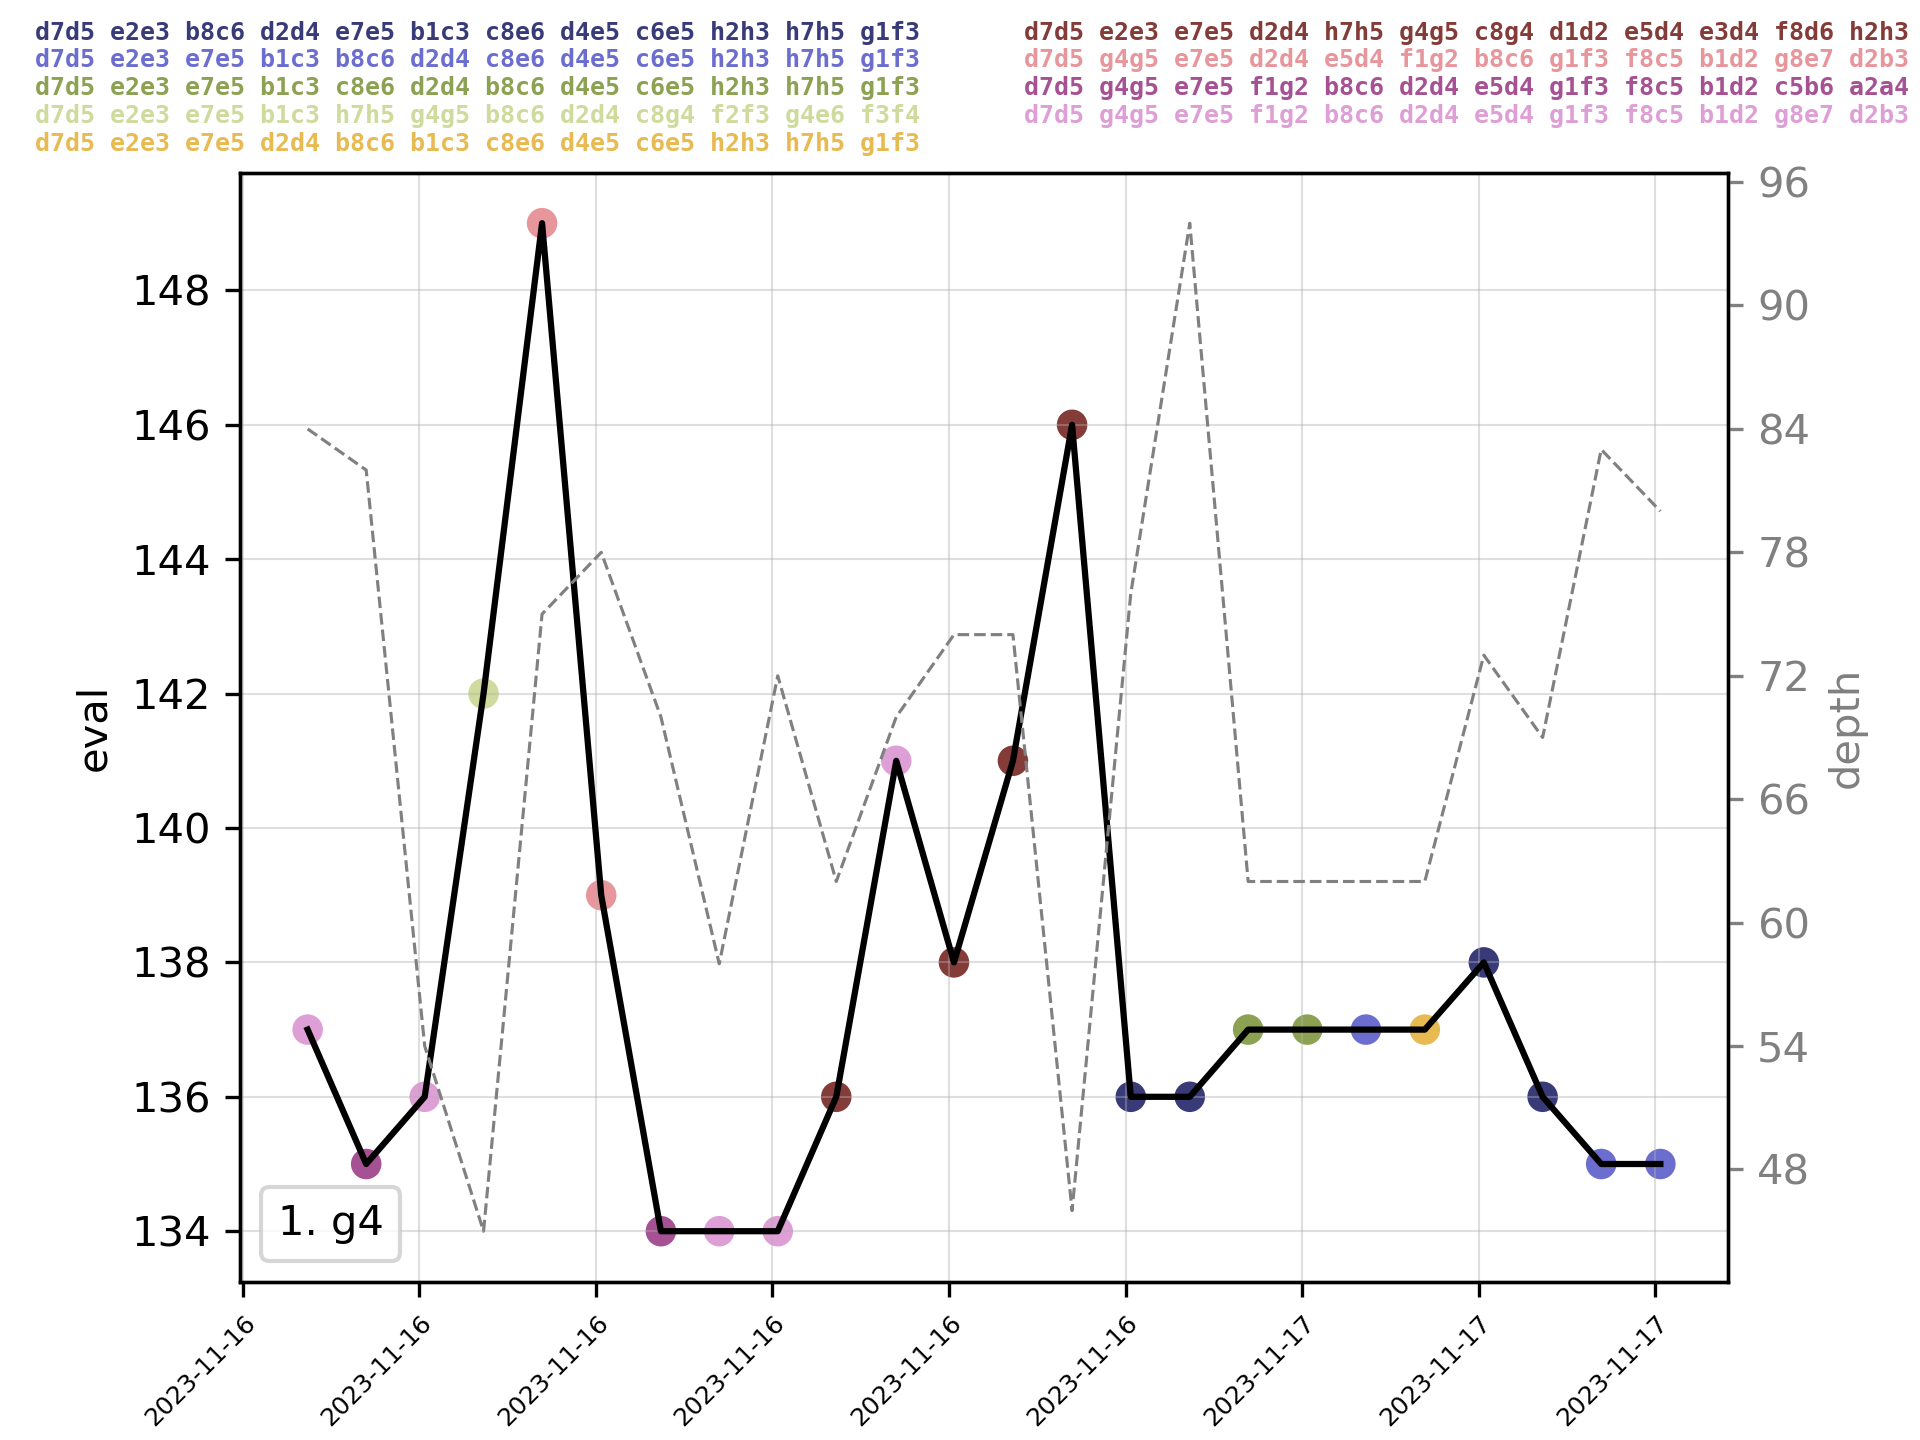 d7d5 e2e3 b8c6 d2d4 e7e5 b1c3 c8e6 d4e5 c6e5 h2h3 h7h5 g1f3
d7d5 e2e3 e7e5 b1c3 b8c6 d2d4 c8e6 d4e5 c6e5 h2h3 h7h5 g1f3
d7d5 e2e3 e7e5 b1c3 c8e6 d2d4 b8c6 d4e5 c6e5 h2h3 h7h5 g1f3
d7d5 e2e3 e7e5 b1c3 h7h5 g4g5 b8c6 d2d4 c8g4 f2f3 g4e6 f3f4
d7d5 e2e3 e7e5 d2d4 b8c6 b1c3 c8e6 d4e5 c6e5 h2h3 h7h5 g1f3
d7d5 e2e3 e7e5 d2d4 h7h5 g4g5 c8g4 d1d2 e5d4 e3d4 f8d6 h2h3
d7d5 g4g5 e7e5 d2d4 e5d4 f1g2 b8c6 g1f3 f8c5 b1d2 g8e7 d2b3
d7d5 g4g5 e7e5 f1g2 b8c6 d2d4 e5d4 g1f3 f8c5 b1d2 c5b6 a2a4
d7d5 g4g5 e7e5 f1g2 b8c6 d2d4 e5d4 g1f3 f8c5 b1d2 g8e7 d2b3
148
146
144
142
140
138
136
134
eval
96
90
84
78
72
66
60
54
48
depth
1. g4
2023-11-16
2023-11-16
2023-11-16
2023-11-16
2023-11-16
2023-11-16
2023-11-17
2023-11-17
2023-11-17